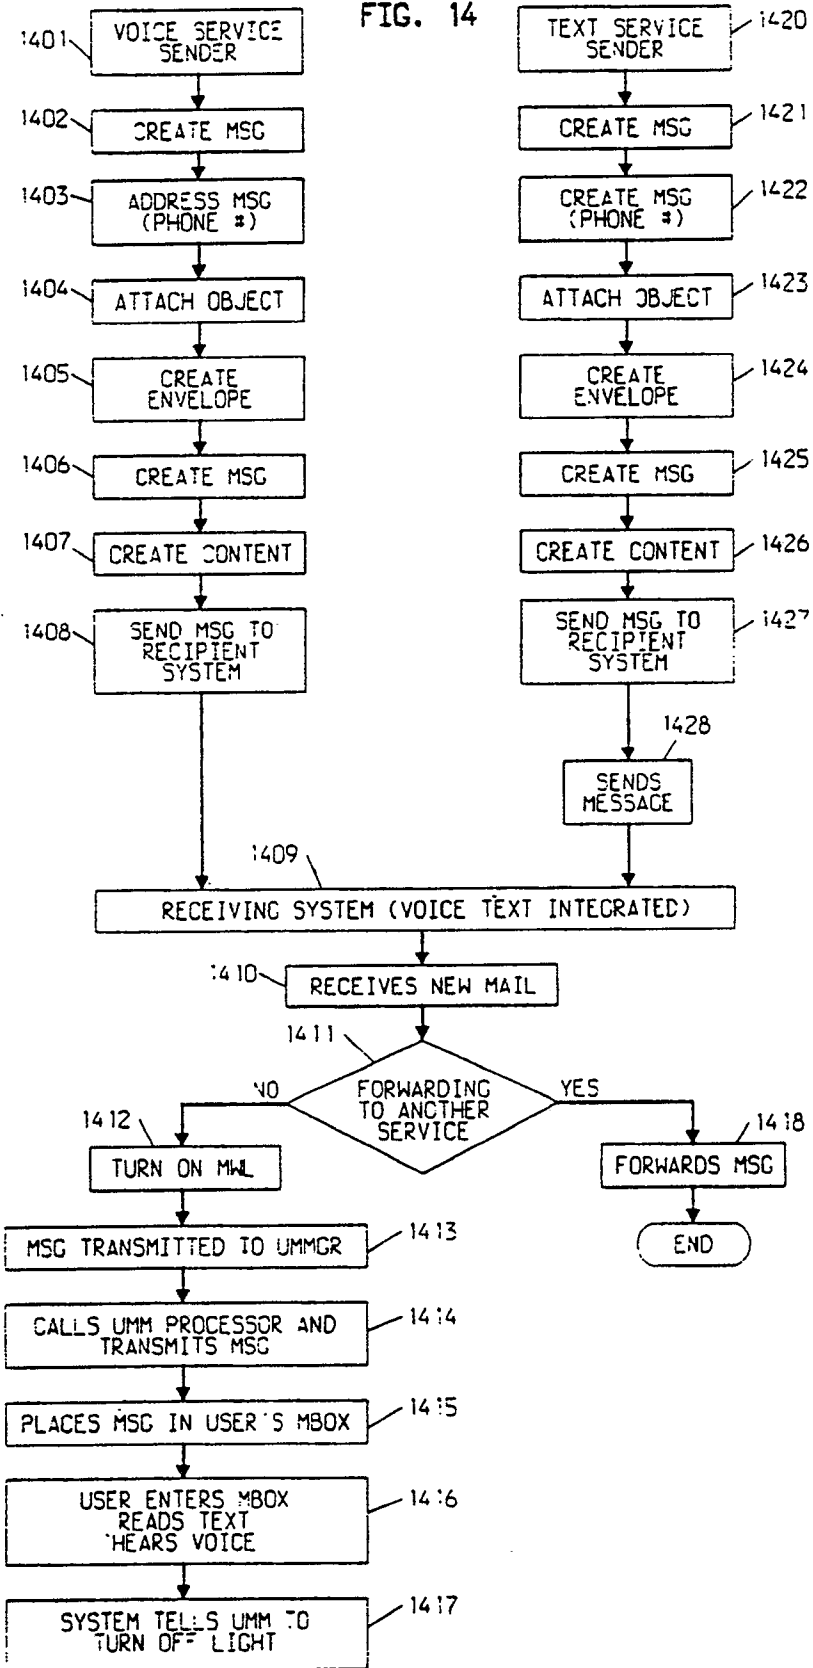 FIG. 14
1401
VOICE SERVICE
SENDER
1402
CREATE MSG
1403
ADDRESS MSG
(PHONE #)
1404
ATTACH OBJECT
1405
CREATE
ENVELOPE
1406
CREATE MSG
1407
CREATE CONTENT
1408
SEND MSG TO
RECIPIENT
SYSTEM
TEXT SERVICE
SENDER
1420
CREATE MSG
1421
CREATE MSG
(PHONE #)
1422
ATTACH OBJECT
1423
CREATE
ENVELOPE
1424
CREATE MSG
1425
CREATE CONTENT
1426
SEND MSG TO
RECIPIENT
SYSTEM
1427
1428
SENDS
MESSAGE
1409
RECEIVING SYSTEM (VOICE TEXT INTEGRATED)
1410
RECEIVES NEW MAIL
1411
FORWARDING
TO ANOTHER
SERVICE
NO
YES
1412
TURN ON MWL
1418
FORWARDS MSG
END
MSG TRANSMITTED TO UMMGR
1413
CALLS UMM PROCESSOR AND
TRANSMITS MSG
1414
PLACES MSG IN USER'S MBOX
1415
USER ENTERS MBOX
READS TEXT
HEARS VOICE
1416
SYSTEM TELLS UMM TO
TURN OFF LIGHT
1417